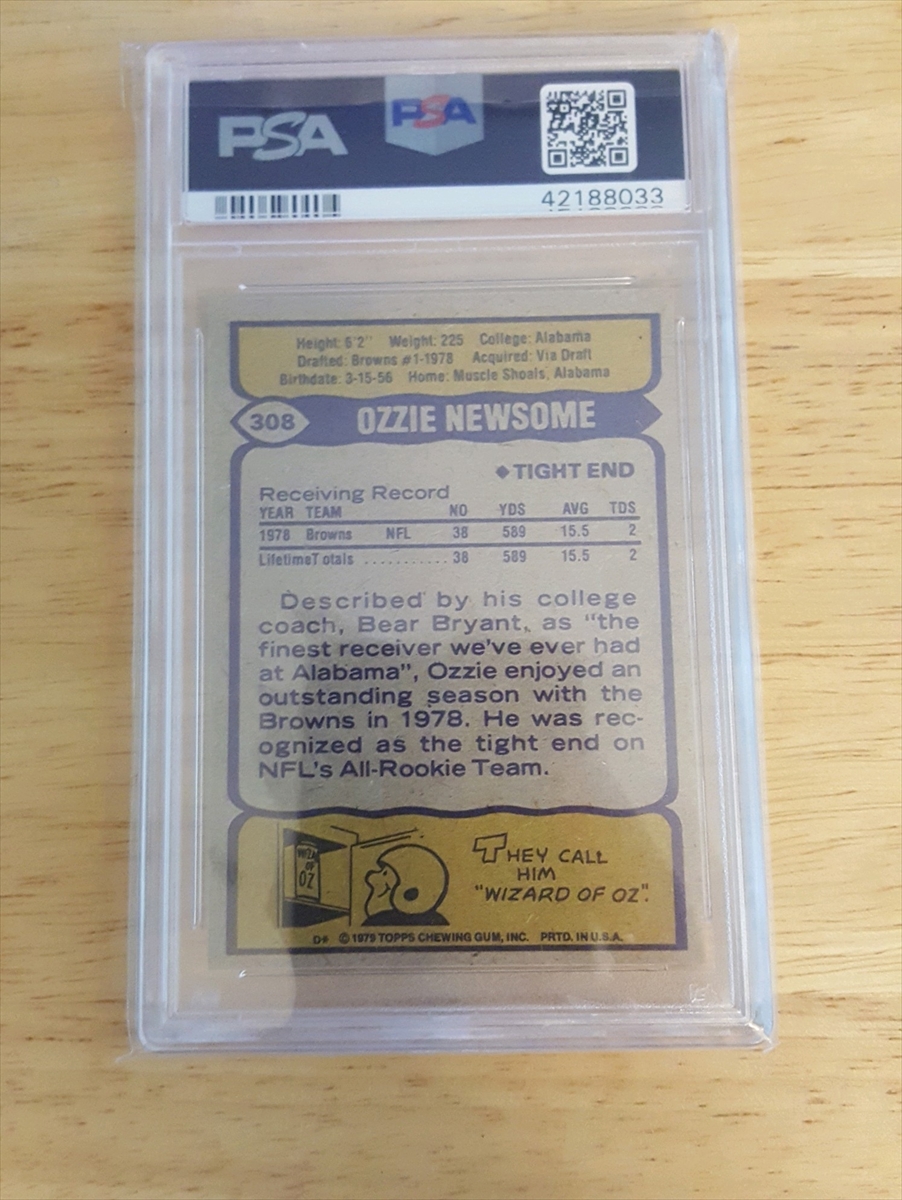 PSA
PSA
42188033
Height: 6'2" Weight: 225 College: Alabama
Drafted: Browns #1-1978 Acquired: Via Draft
Birthdate: 3-15-56 Home: Muscle Shoals, Alabama
308 OZZIE NEWSOME
◆TIGHT END
Receiving Record
YEAR TEAM NO YDS AVG TDS
1978 Browns NFL 38 589 15.5 2
LifetimeT otals ........... 38 589 15.5 2
Described by his college
coach, Bear Bryant, as "the
finest receiver we've ever had
at Alabama", Ozzie enjoyed an
outstanding season with the
Browns in 1978. He was rec-
ognized as the tight end on
NFL's All-Rookie Team.
OF
OZ
THEY CALL
HIM
"WIZARD OF OZ".
D* © 1979 TOPPS CHEWING GUM, INC. PRTD. IN U.S.A.